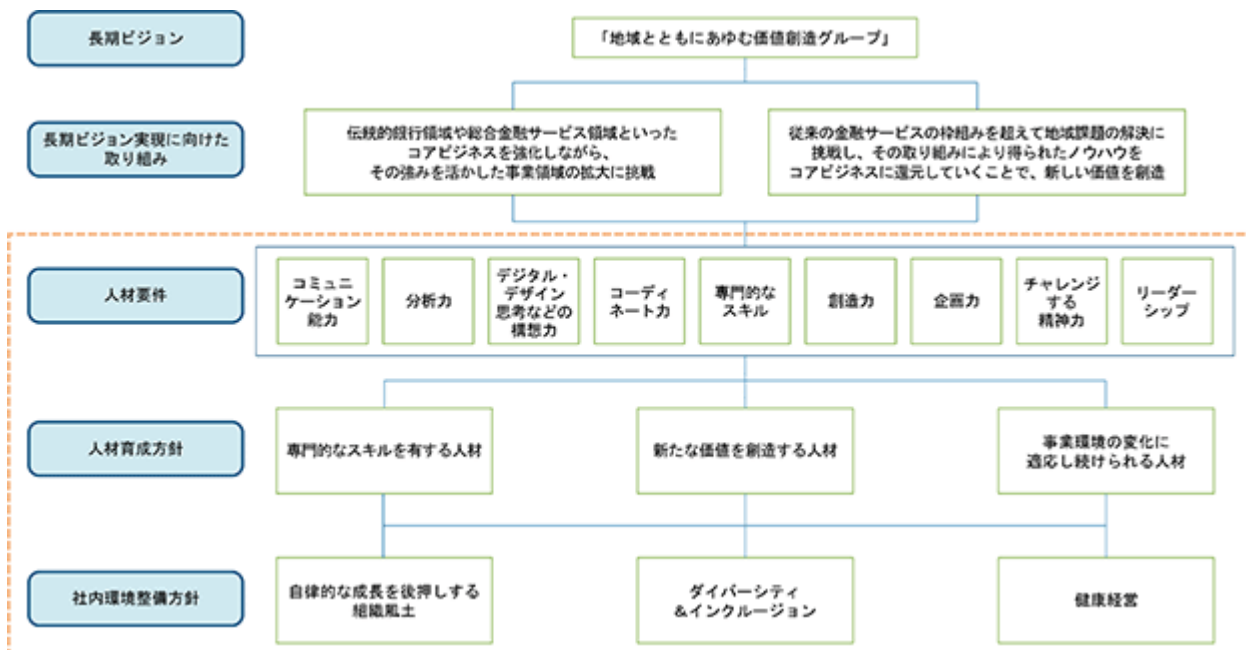 長期ビジョン
「地域とともにあゆむ価値創造グループ」
長期ビジョン実現に向けた
取り組み
伝統的銀行領域や総合金融サービス領域といった
コアビジネスを強化しながら、
その強みを活かした事業領域の拡大に挑戦
従来の金融サービスの枠組みを超えて地域課題の解決に
挑戦し、その取り組みにより得られたノウハウを
コアビジネスに還元していくことで、新しい価値を創造
人材要件
コミュニ
ケーション
能力
分析力
デジタル・
デザイン
思考などの
構想力
コーディ
ネート力
専門的な
スキル
創造力
企画力
チャレンジ
する
精神力
リーダー
シップ
人材育成方針
専門的なスキルを有する人材
新たな価値を創造する人材
事業環境の変化に
適応し続けられる人材
社内環境整備方針
自律的な成長を後押しする
組織風土
ダイバーシティ
&インクルージョン
健康経営